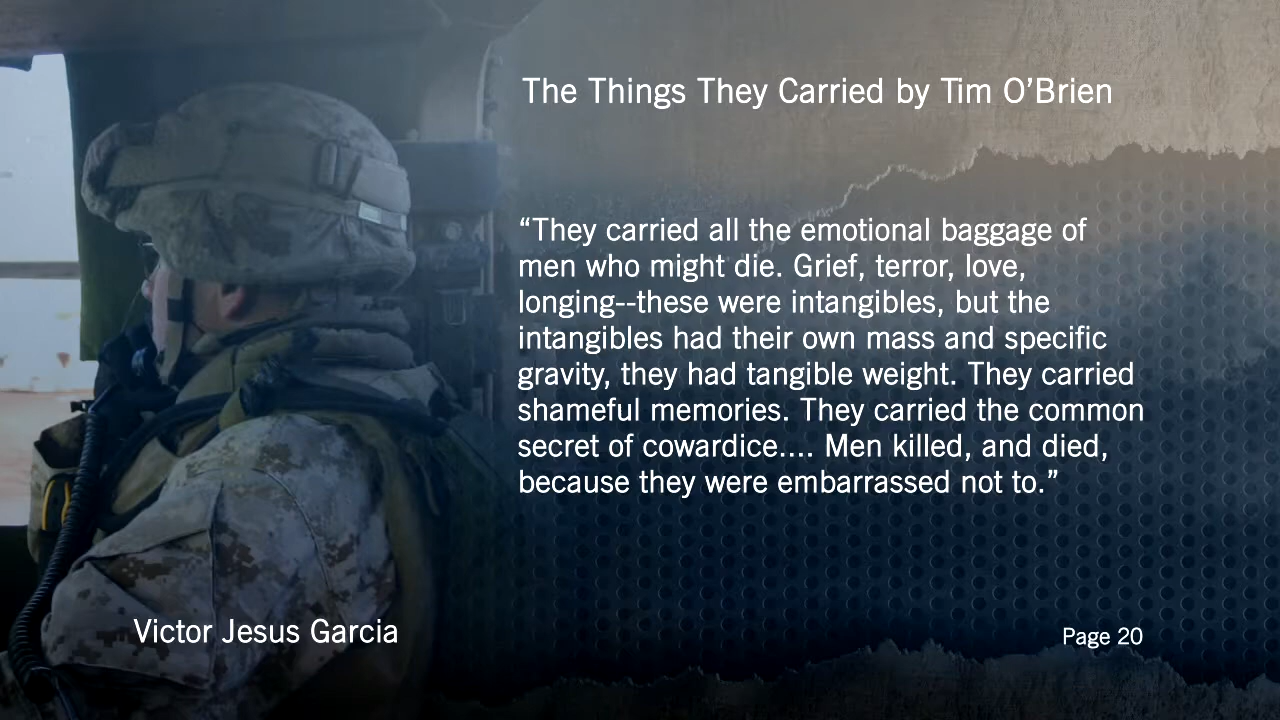 The Things They Carried by Tim O’Brien
“They carried all the emotional baggage of
men who might die. Grief, terror, love,
longing--these were intangibles, but the
intangibles had their own mass and specific
gravity, they had tangible weight. They carried
shameful memories. They carried the common
secret of cowardice.... Men killed, and died,
because they were embarrassed not to.”
Victor Jesus Garcia
Page 20